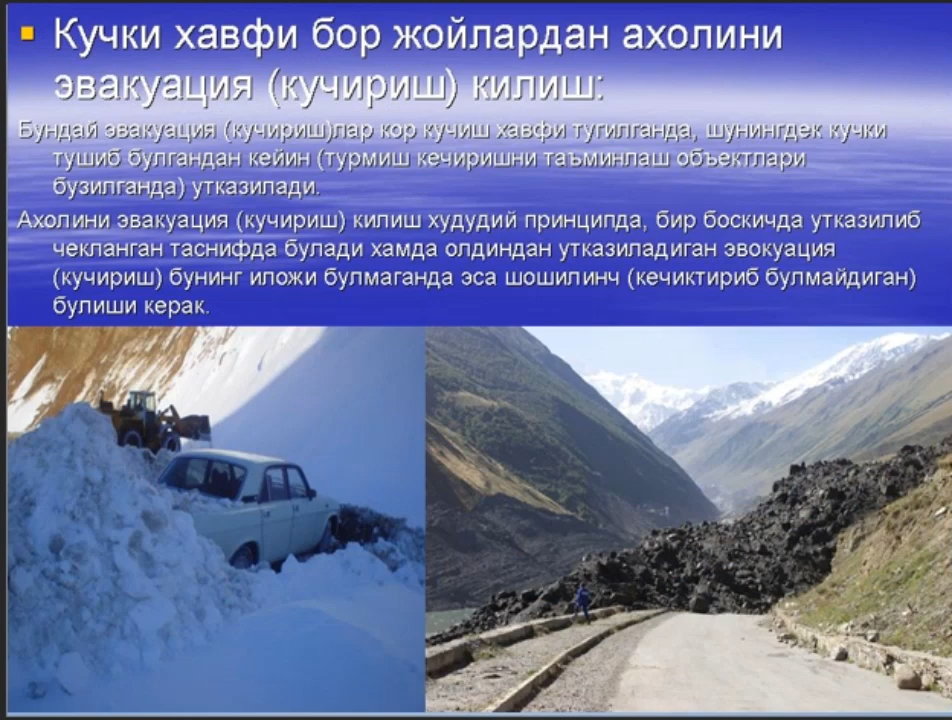 Кучки хавфи бор жойлардан ахолини
эвакуация (кучириш) килиш:
Бундай эвакуация (кучириш)лар кор кучиш хавфи тугилганда, шунингдек кучки
тушиб булгандан кейин (турмиш кечиришни таъминлаш объектлари
бузилганда) утказилади.
Ахолини эвакуация (кучириш) килиш худудий принципда, бир боскичда утказилиб
чекланган таснифда булади хамда олдиндан утказиладиган эвокуация
(кучириш) бунинг иложи булмаганда эса шошилинч (кечиктириб булмайдиган)
булиши керак.